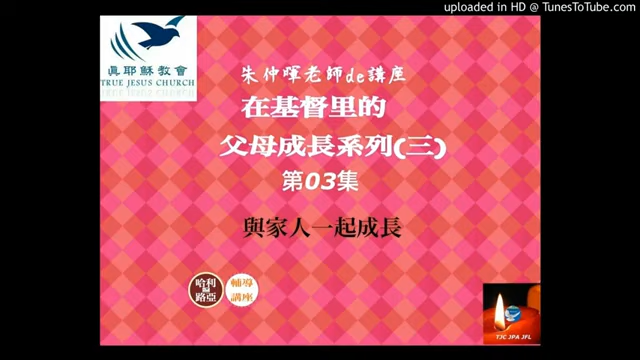 uploaded in HD @ TunesToTube.com
真耶穌教會
TRUE JESUS CHURCH
朱仲暉老師de講座
在基督里的
父母成長系列(三)
第03集
與家人一起成長
哈利
路亞
輔導
講座
TJC JPA JFL